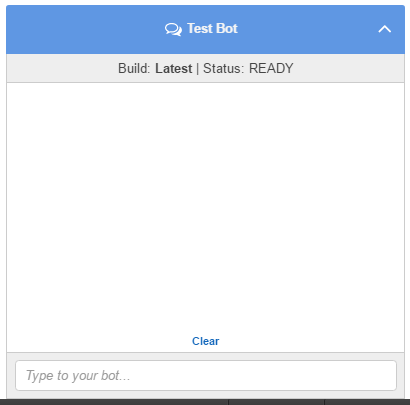 Test Bot
Build: Latest | Status: READY
Clear
Type to your bot...